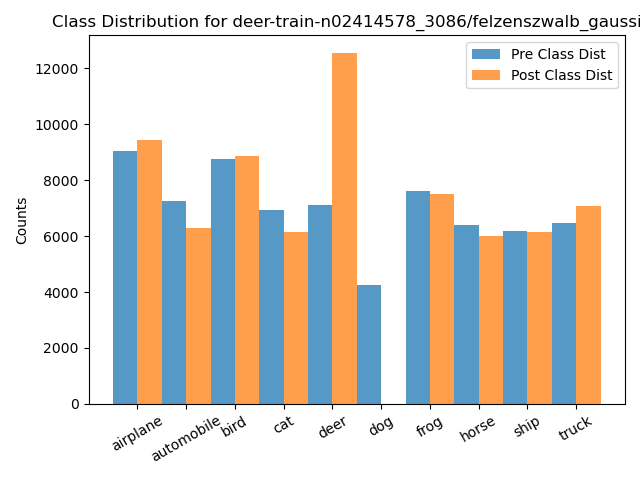 Class Distribution for deer-train-n02414578_3086/felzenszwalb_gaussi
Pre Class Dist
Post Class Dist
Counts
12000
10000
8000
6000
4000
2000
0
airplane
automobile
bird
cat
deer
dog
frog
horse
ship
truck